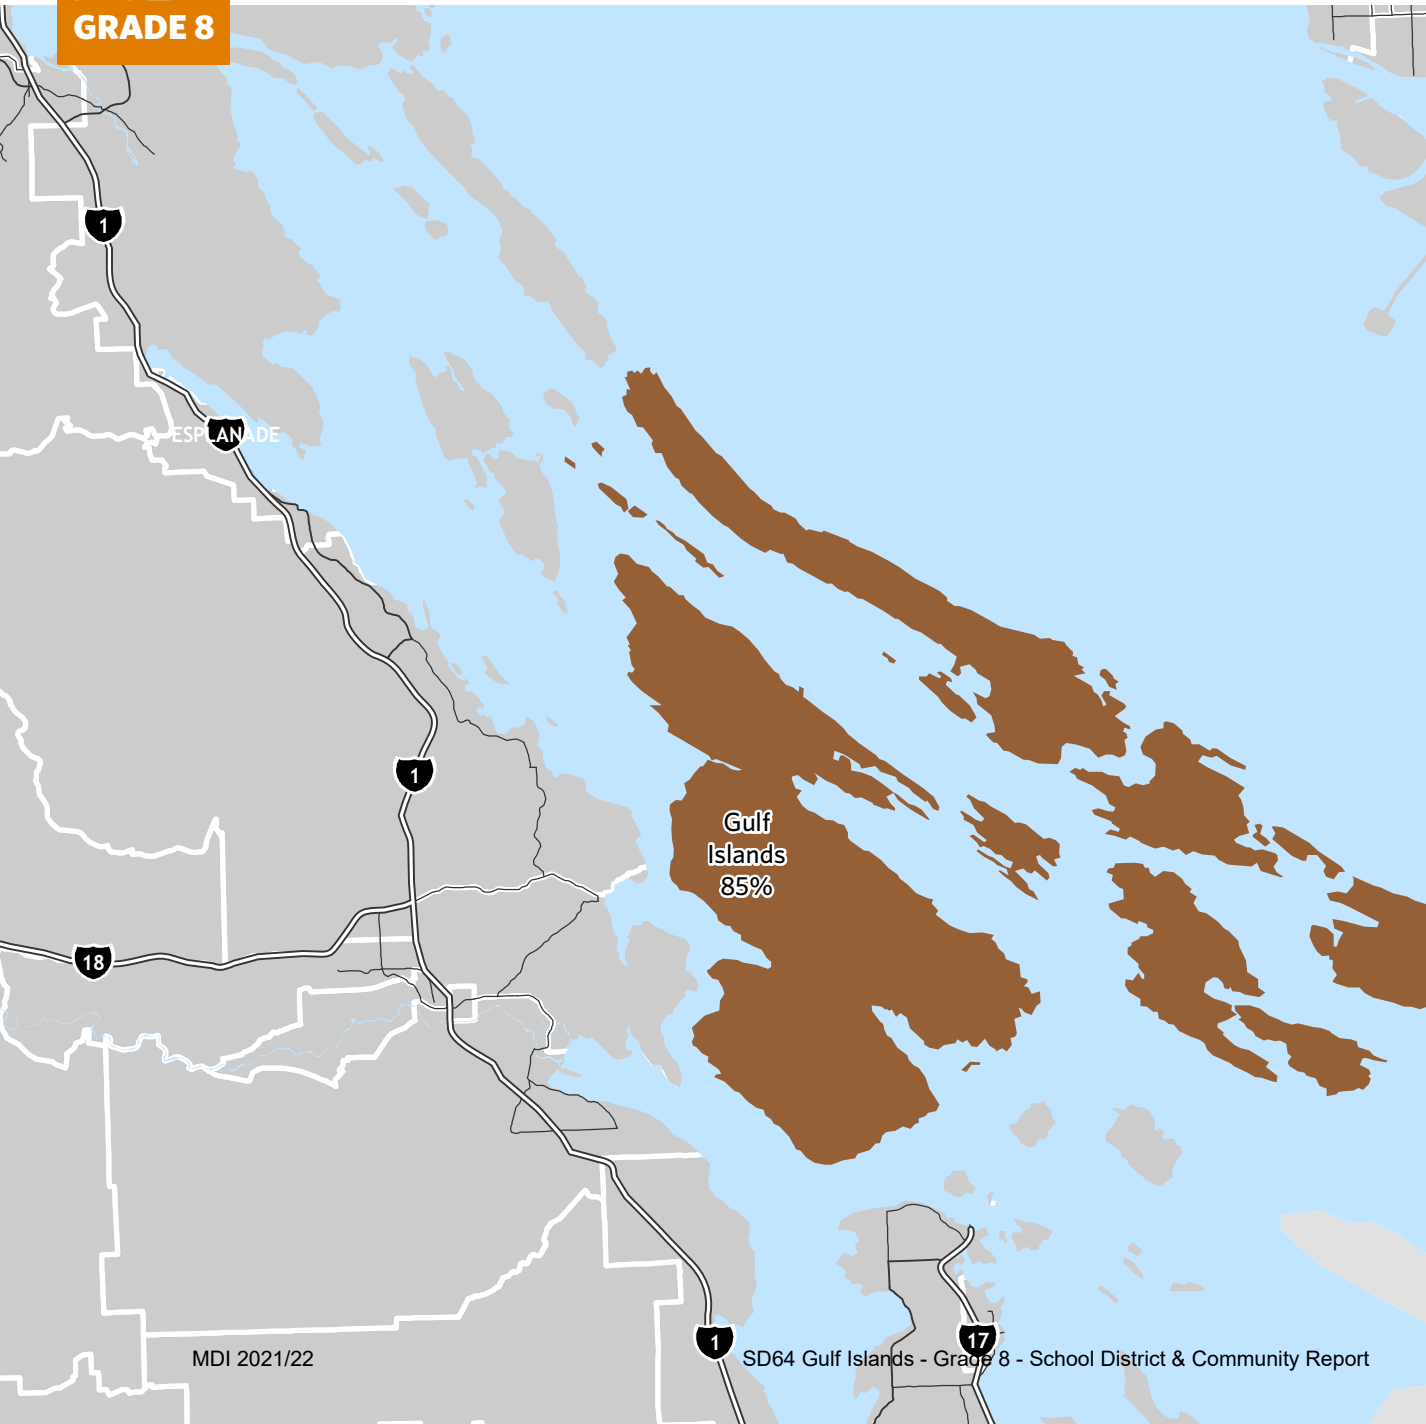 GRADE 8
1
ESPLANADE
1
Gulf
Islands
85%
18
1
17
MDI 2021/22
SD64 Gulf Islands - Grade 8 - School District & Community Report